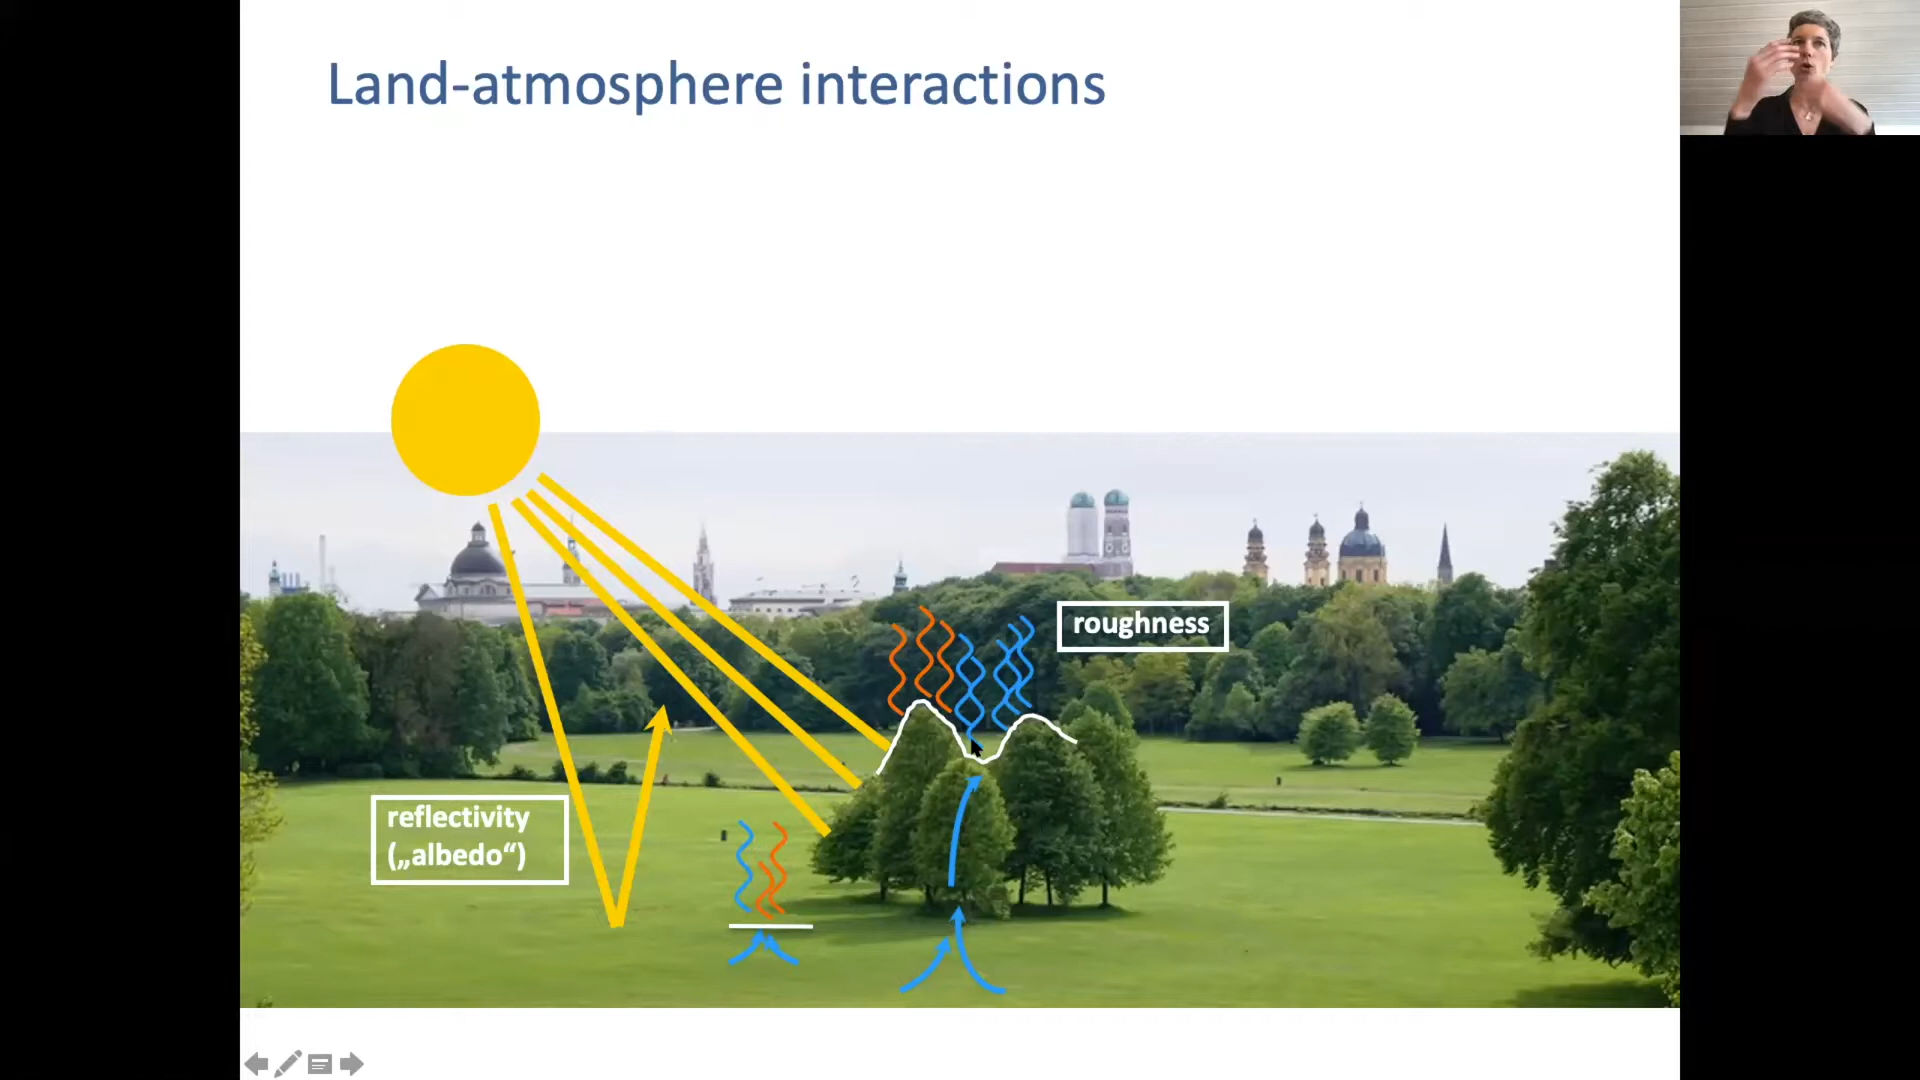 Land-atmosphere interactions
roughness
reflectivity
(„albedo“)